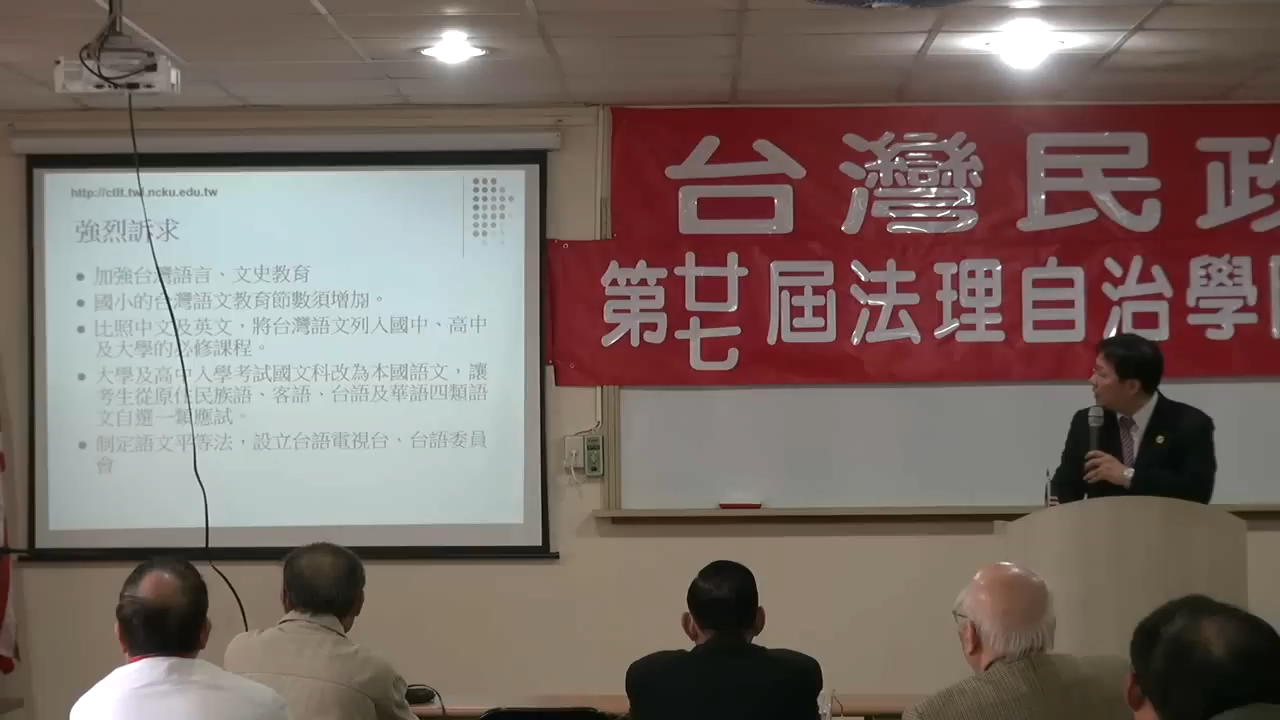 http://ctlt.twl.ncku.edu.tw
強烈訴求
加強台灣語言、文史教育
國小的台灣語文教育節數須增加。
比照中文及英文，將台灣語文列入國中、高中
及大學的必修課程。
大學及高中入學考試國文科改為本國語文，讓
考生從原住民族語、客語、台語及華語四類語
文自選一類應試。
制定語文平等法，設立台語電視台、台語委員
會
台灣民政
第廿七屆法理自治學